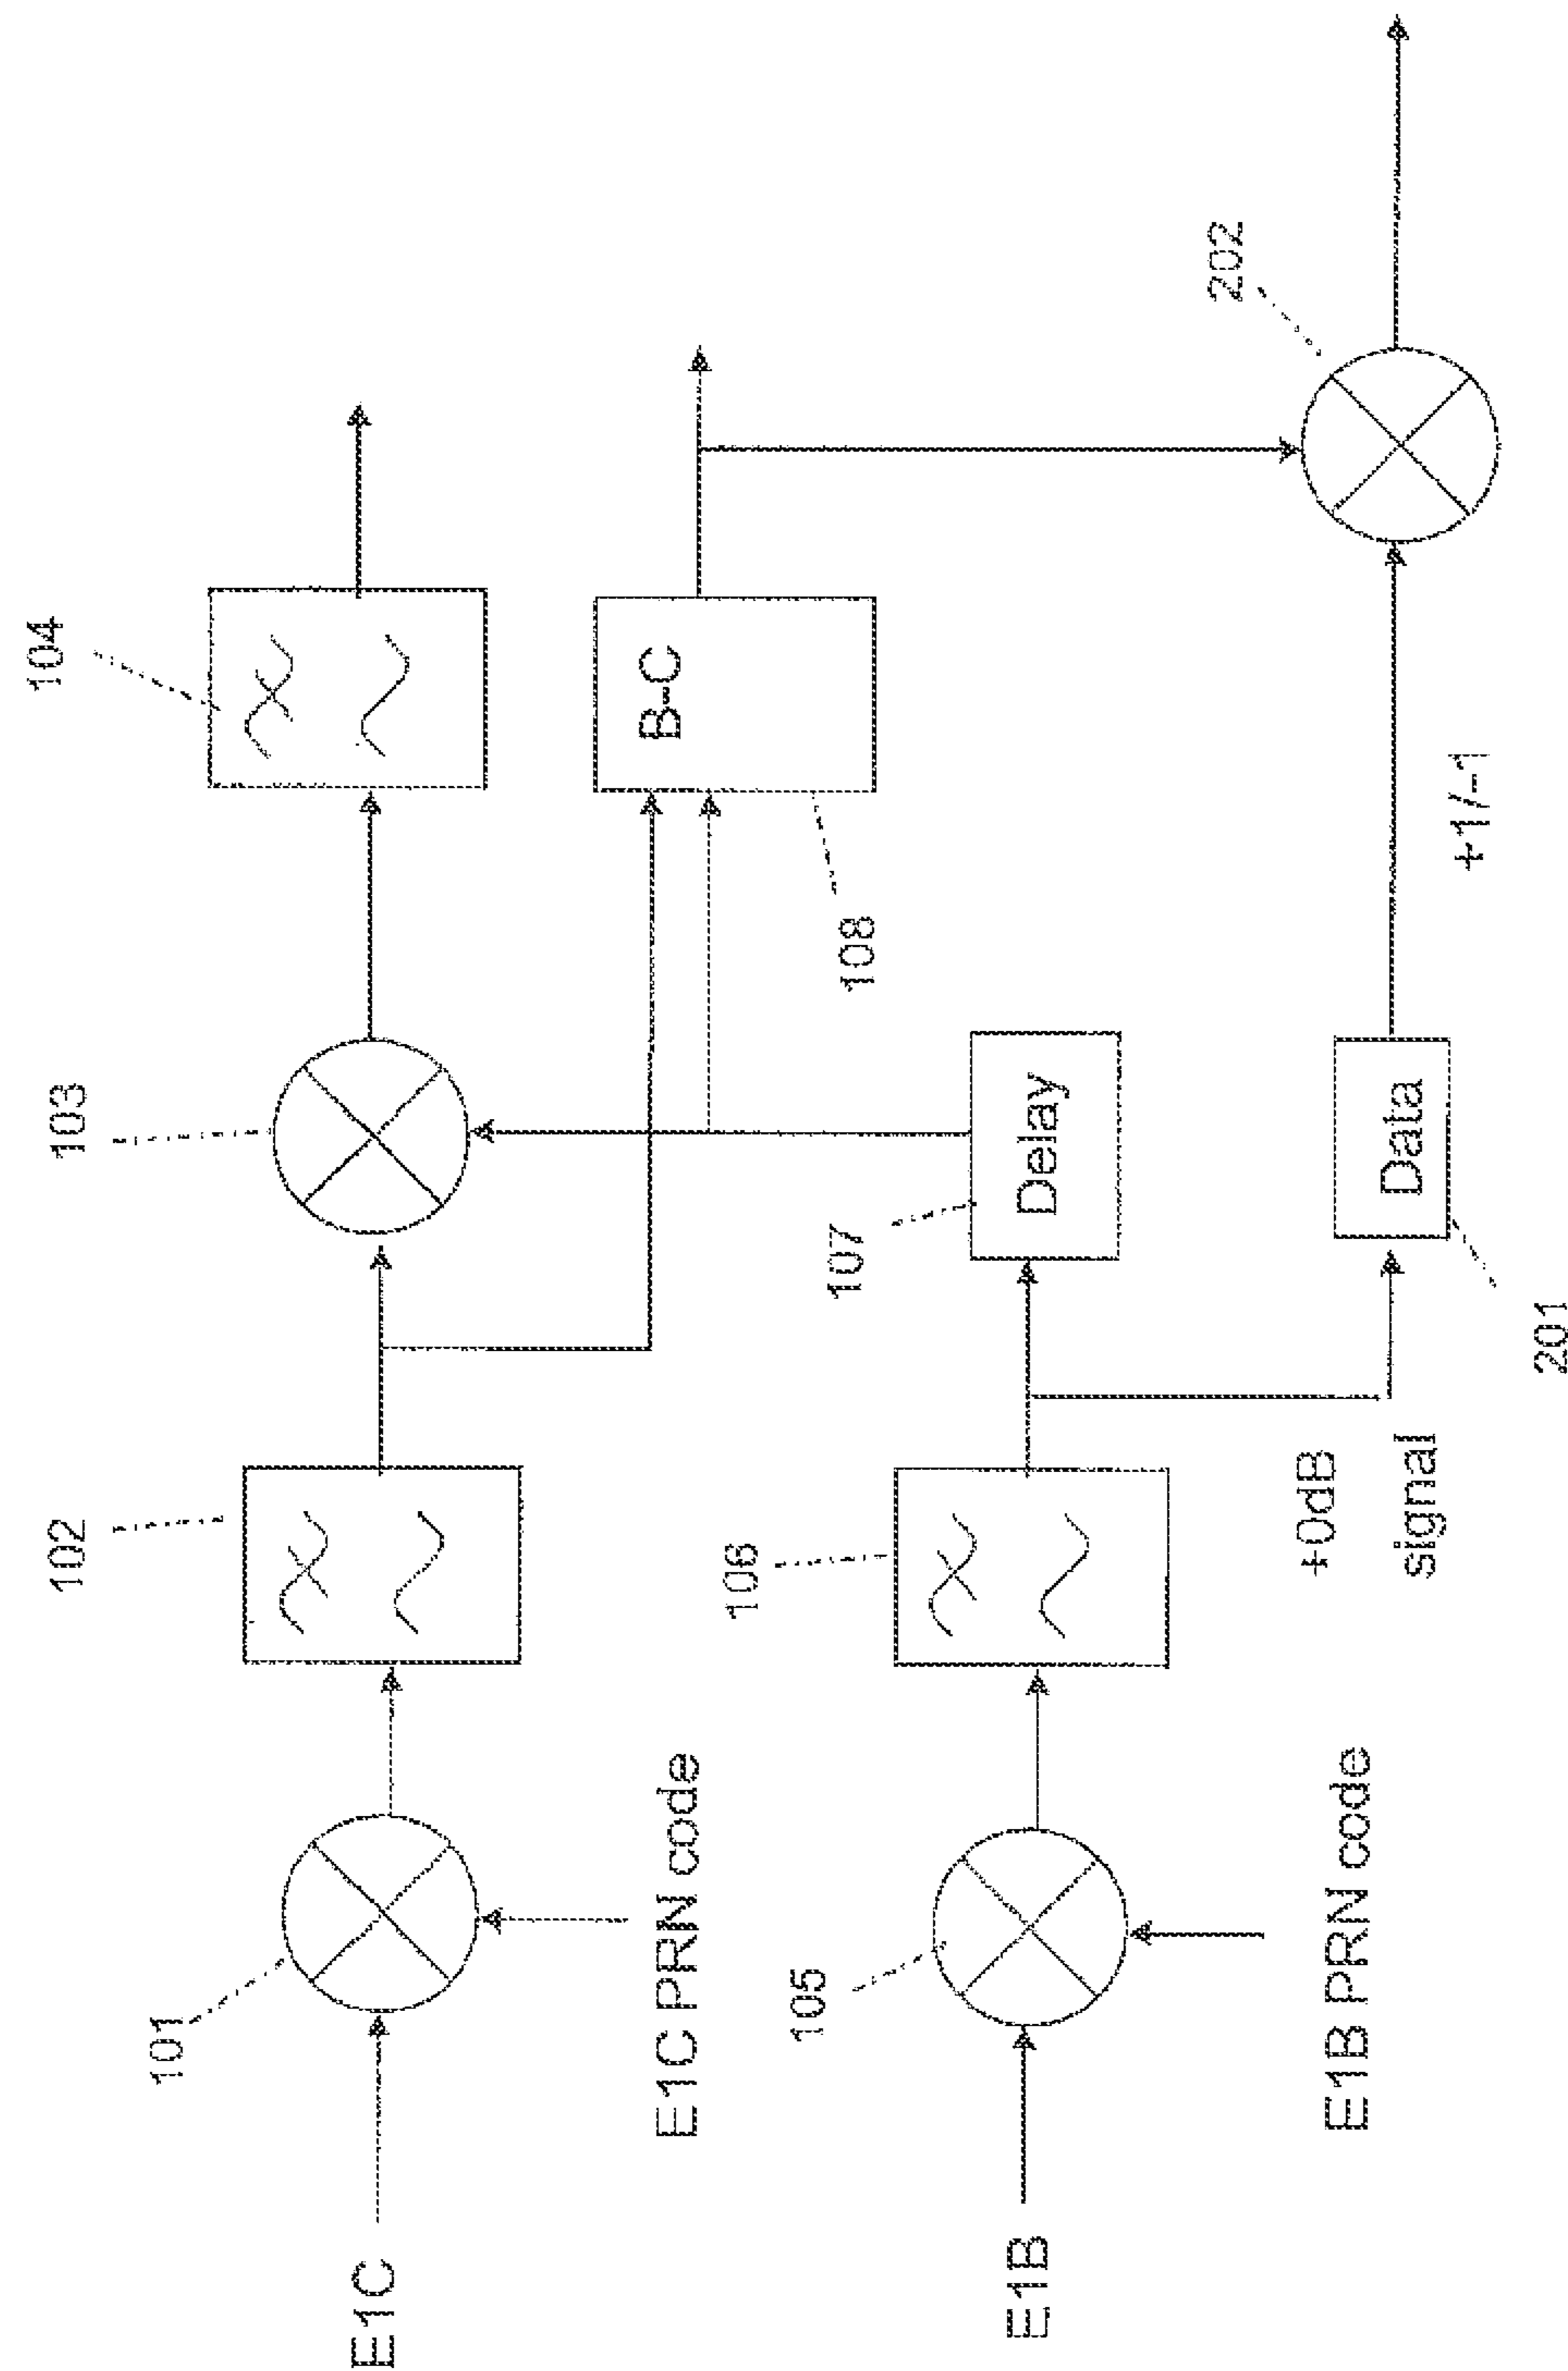 104
103
102
101
E1C
E1C PRN code
B-C
108
202
Delay
107
106
105
E1B
E1B PRN code
+0dB
signal
Data
201
+1/-1